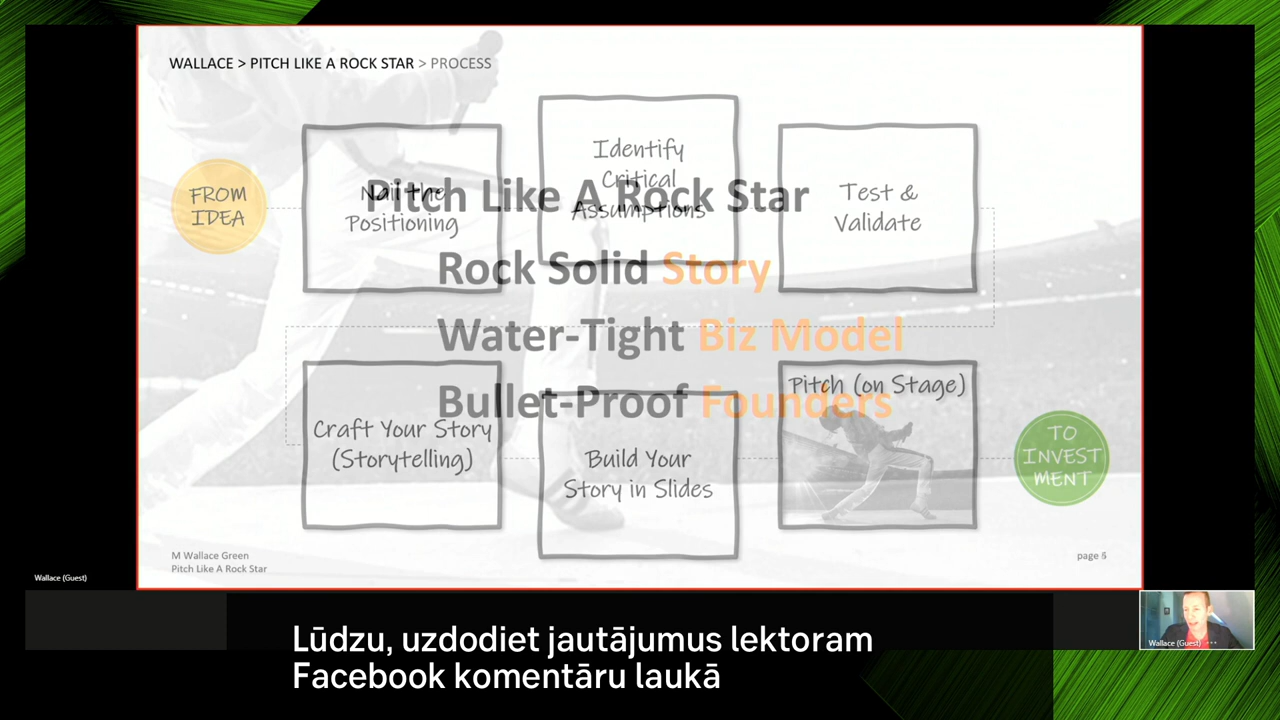 WALLACE > PITCH LIKE A ROCK STAR > PROCESS
FROM
IDEA
Nail the
Positioning
Identify
Critical
Assumptions
Test &
Validate
Pitch Like A Rock Star
Rock Solid Story
Water-Tight Biz Model
Bullet-Proof Founders
Craft Your Story
(Storytelling)
Build Your
Story in Slides
Pitch (on Stage)
TO
INVEST
MENT
M Wallace Green
Pitch Like A Rock Star
page
Wallace (Guest)
Wallace (Guest)
Lūdzu, uzdodiet jautājumus lektoram
Facebook komentāru laukā